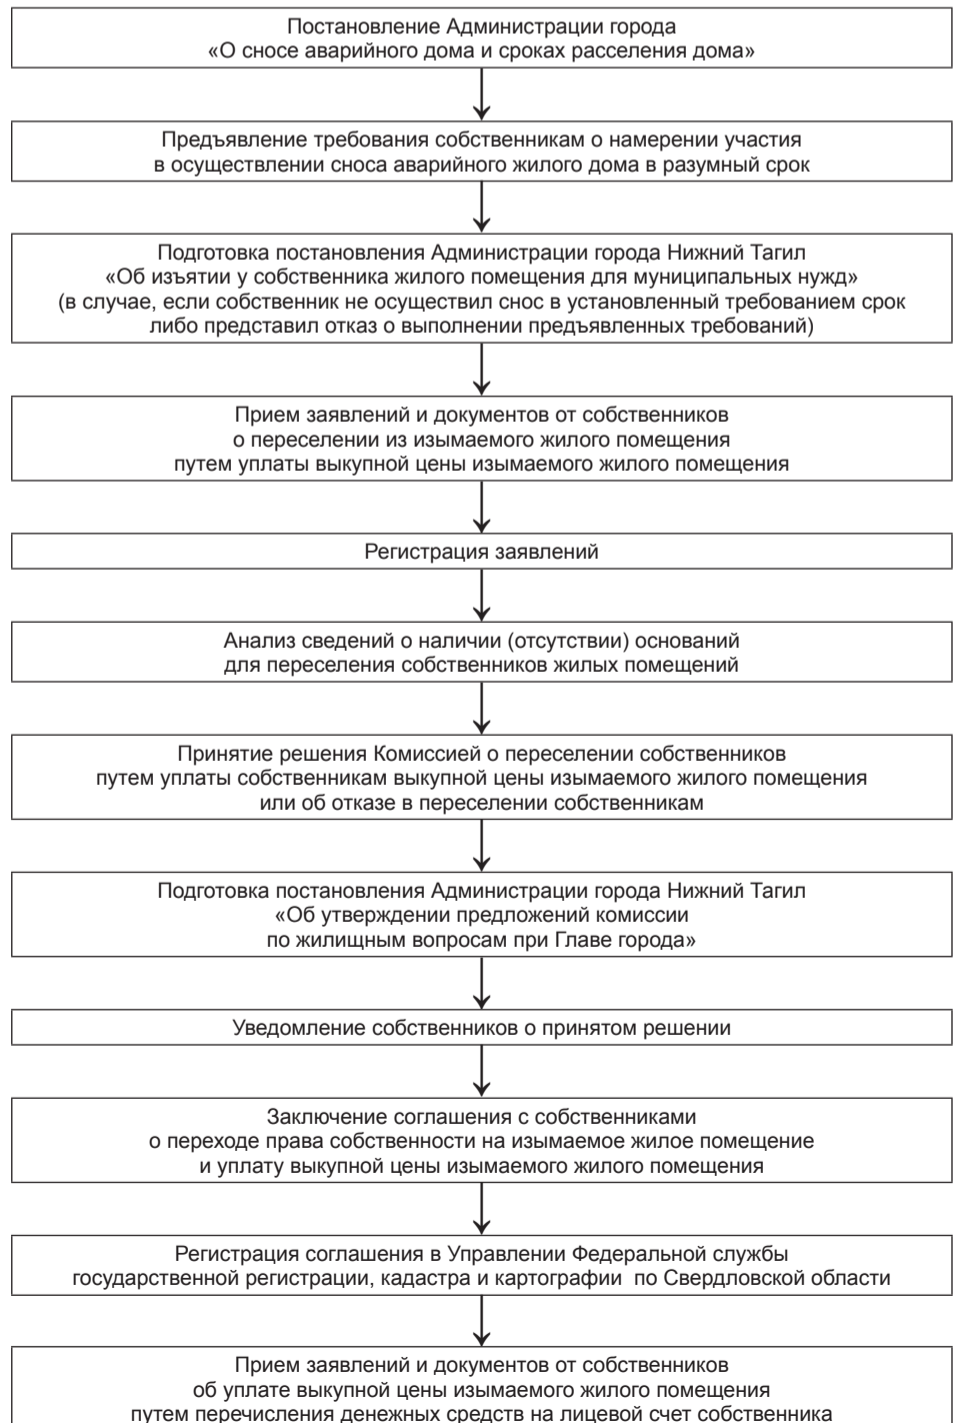 Постановление Администрации города
«О сносе аварийного дома и сроках расселения дома»
Предъявление требования собственникам о намерении участия
в осуществлении сноса аварийного жилого дома в разумный срок
Подготовка постановления Администрации города Нижний Тагил
«Об изъятии у собственника жилого помещения для муниципальных нужд»
(в случае, если собственник не осуществил снос в установленный требованием срок
либо представил отказ о выполнении предъявленных требований)
Прием заявлений и документов от собственников
о переселении из изымаемого жилого помещения
путем уплаты выкупной цены изымаемого жилого помещения
Регистрация заявлений
Анализ сведений о наличии (отсутствии) оснований
для переселения собственников жилых помещений
Принятие решения Комиссией о переселении собственников
путем уплаты собственникам выкупной цены изымаемого жилого помещения
или об отказе в переселении собственникам
Подготовка постановления Администрации города Нижний Тагил
«Об утверждении предложений комиссии
по жилищным вопросам при Главе города»
Уведомление собственников о принятом решении
Заключение соглашения с собственниками
о переходе права собственности на изымаемое жилое помещение
и уплату выкупной цены изымаемого жилого помещения
Регистрация соглашения в Управлении Федеральной службы
государственной регистрации, кадастра и картографии по Свердловской области
Прием заявлений и документов от собственников
об уплате выкупной цены изымаемого жилого помещения
путем перечисления денежных средств на лицевой счет собственника